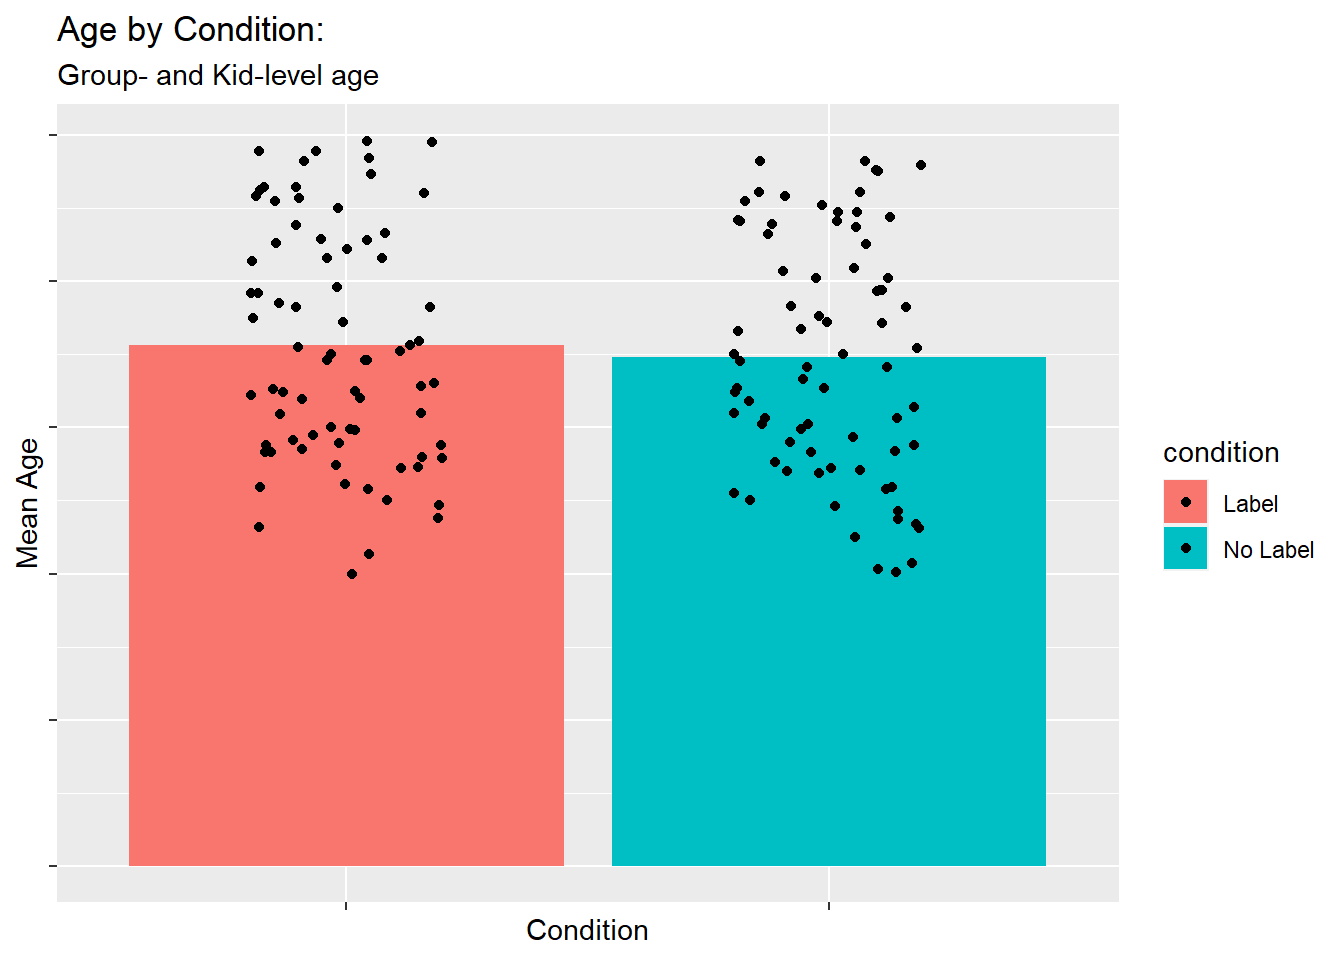 Age by Condition:
Group- and Kid-level age
Mean Age
Condition
condition
Label
No Label